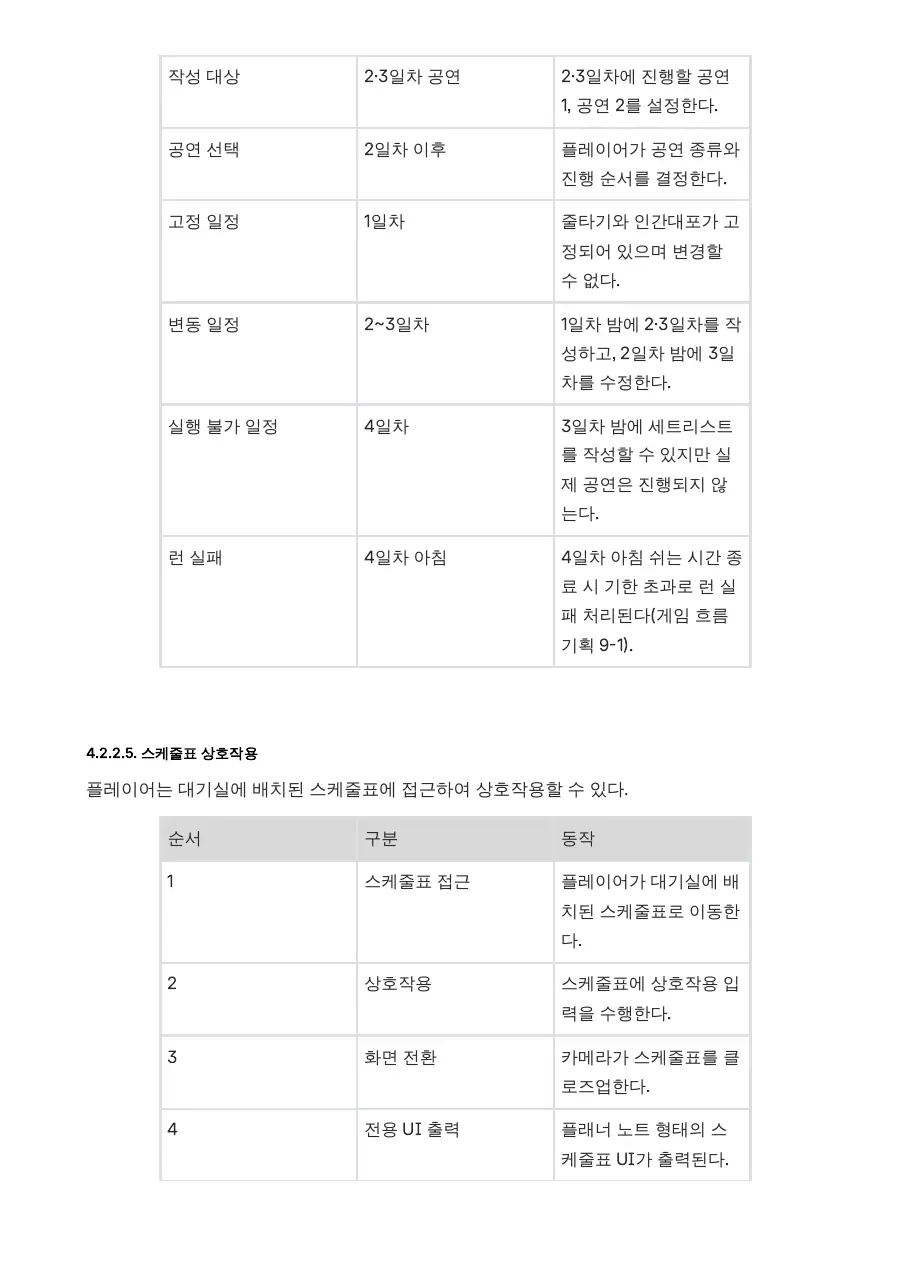 작성 대상
2·3일차 공연
2·3일차에 진행할 공연
1, 공연 2를 설정한다.
공연 선택
2일차 이후
플레이어가 공연 종류와
진행 순서를 결정한다.
고정 일정
1일차
줄타기와 인간대포가 고
정되어 있으며 변경할
수 없다.
변동 일정
2~3일차
1일차 밤에 2·3일차를 작
성하고, 2일차 밤에 3일
차를 수정한다.
실행 불가 일정
4일차
3일차 밤에 세트리스트
를 작성할 수 있지만 실
제 공연은 진행되지 않
는다.
런 실패
4일차 아침
4일차 아침 쉬는 시간 종
료 시 기한 초과로 런 실
패 처리된다(게임 흐름
기획 9-1).
4.2.2.5. 스케줄표 상호작용
플레이어는 대기실에 배치된 스케줄표에 접근하여 상호작용할 수 있다.
순서
구분
동작
1
스케줄표 접근
플레이어가 대기실에 배
치된 스케줄표로 이동한
다.
2
상호작용
스케줄표에 상호작용 입
력을 수행한다.
3
화면 전환
카메라가 스케줄표를 클
로즈업한다.
4
전용 UI 출력
플래너 노트 형태의 스
케줄표 UI가 출력된다.